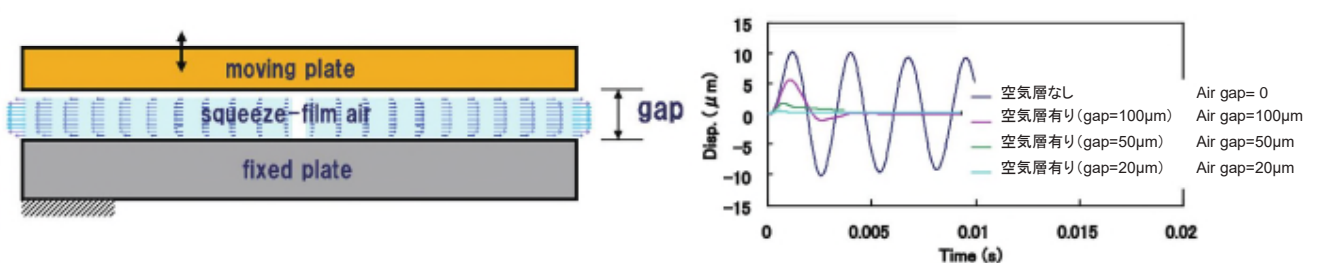 moving plate
squeeze-film air
gap
fixed plate
15
10
5
0
-5
-10
-15
Disp. (μm)
0
0.005
0.01
0.015
0.02
Time (s)
空気層なし Air gap= 0
空気層有り(gap=100μm) Air gap=100μm
空気層有り(gap=50μm) Air gap=50μm
空気層有り(gap=20μm) Air gap=20μm